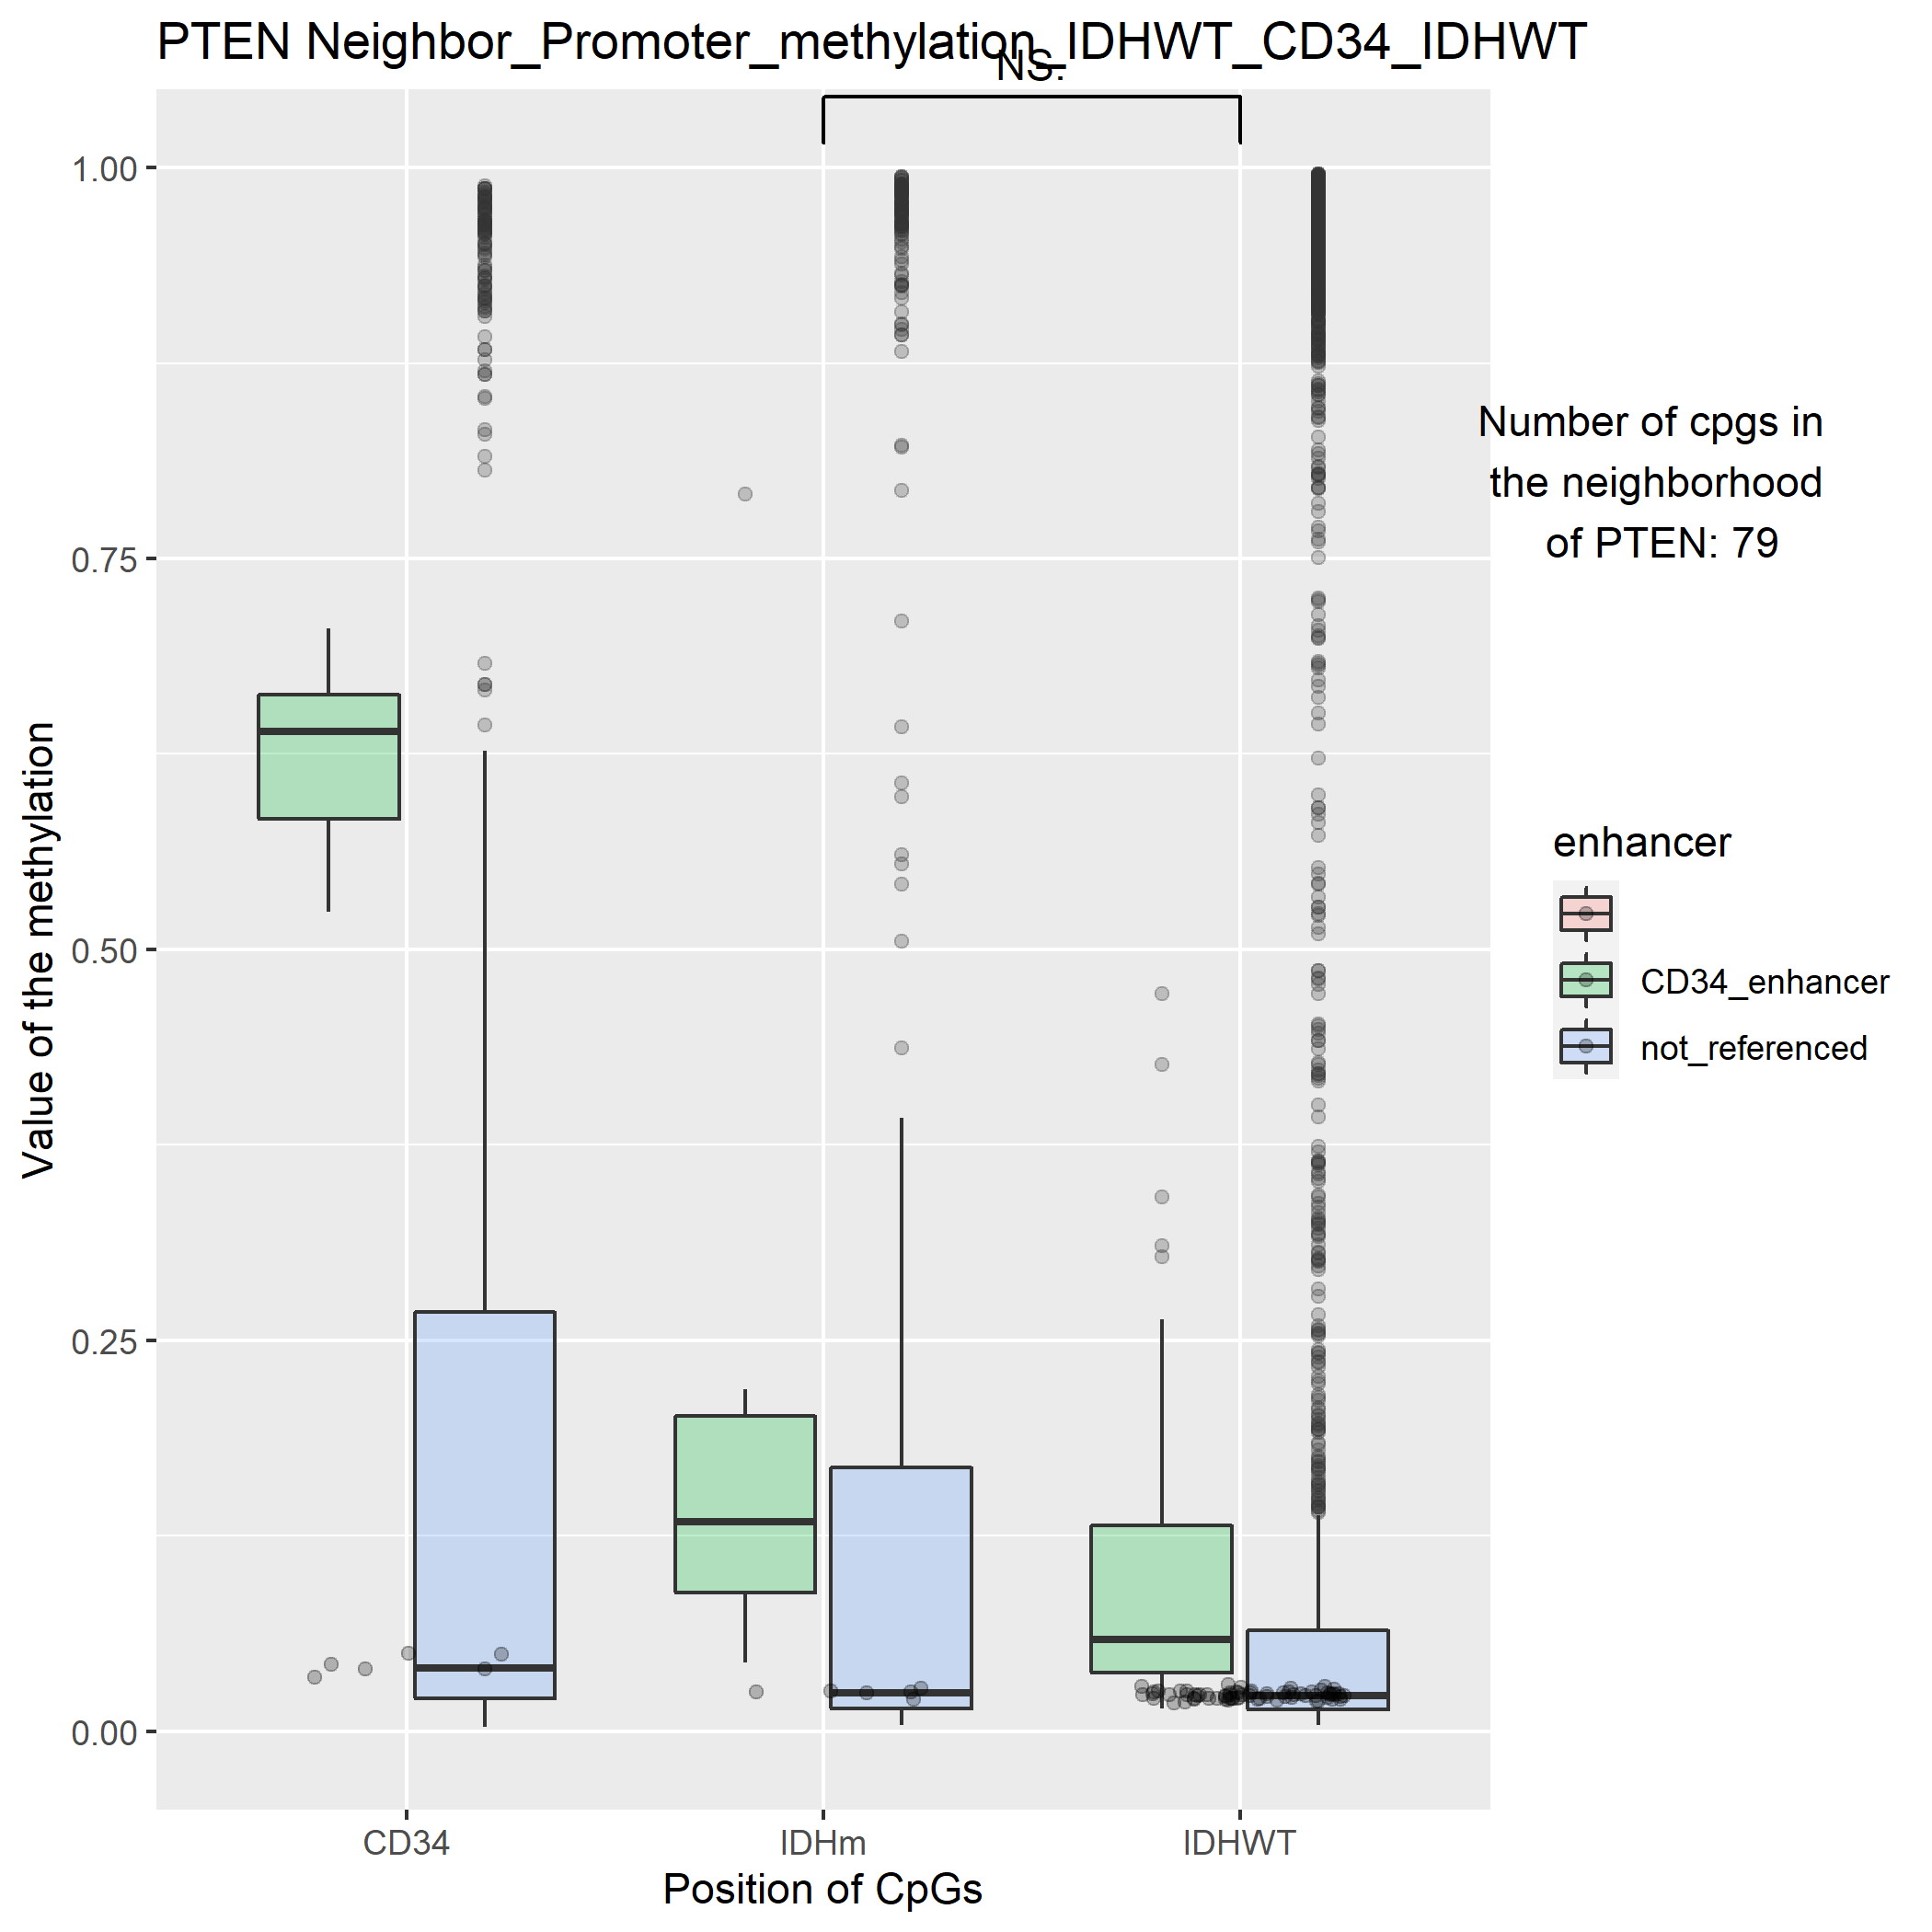 PTEN Neighbor_Promoter_methylation_IDHWT_CD34_IDHWT
NS.
1.00
0.75
0.50
0.25
0.00
Value of the methylation
CD34
IDHm
IDHWT
Position of CpGs
Number of cpgs in
the neighborhood
of PTEN: 79
enhancer
CD34_enhancer
not_referenced